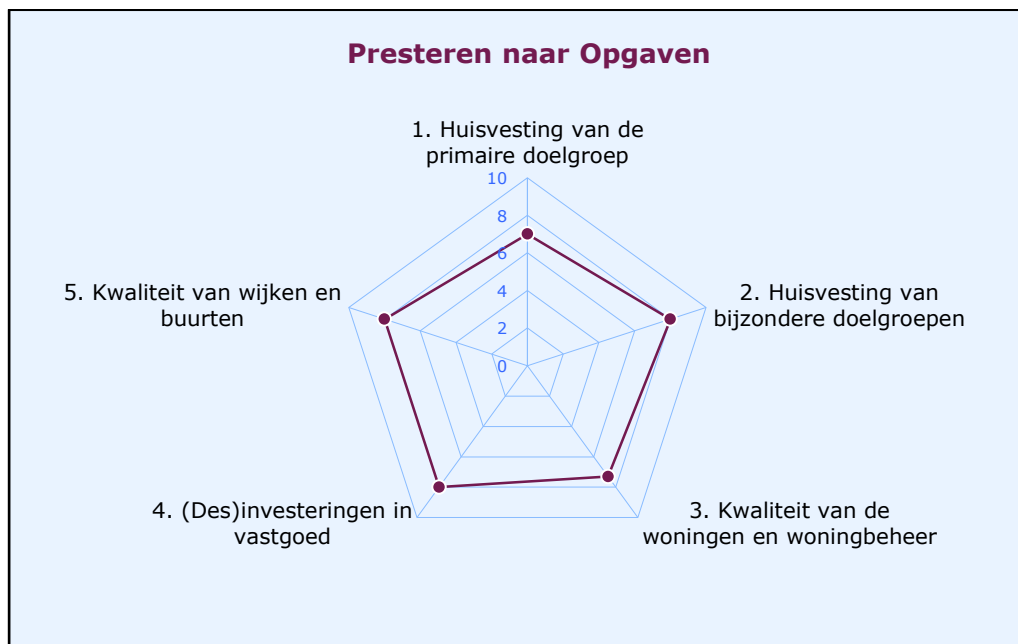 Presteren naar Opgaven
1. Huisvesting van de
primaire doelgroep
10
8
6
4
2
0
5. Kwaliteit van wijken en
buurten
2. Huisvesting van
bijzondere doelgroepen
4. (Des)investeringen in
vastgoed
3. Kwaliteit van de
woningen en woningbeheer